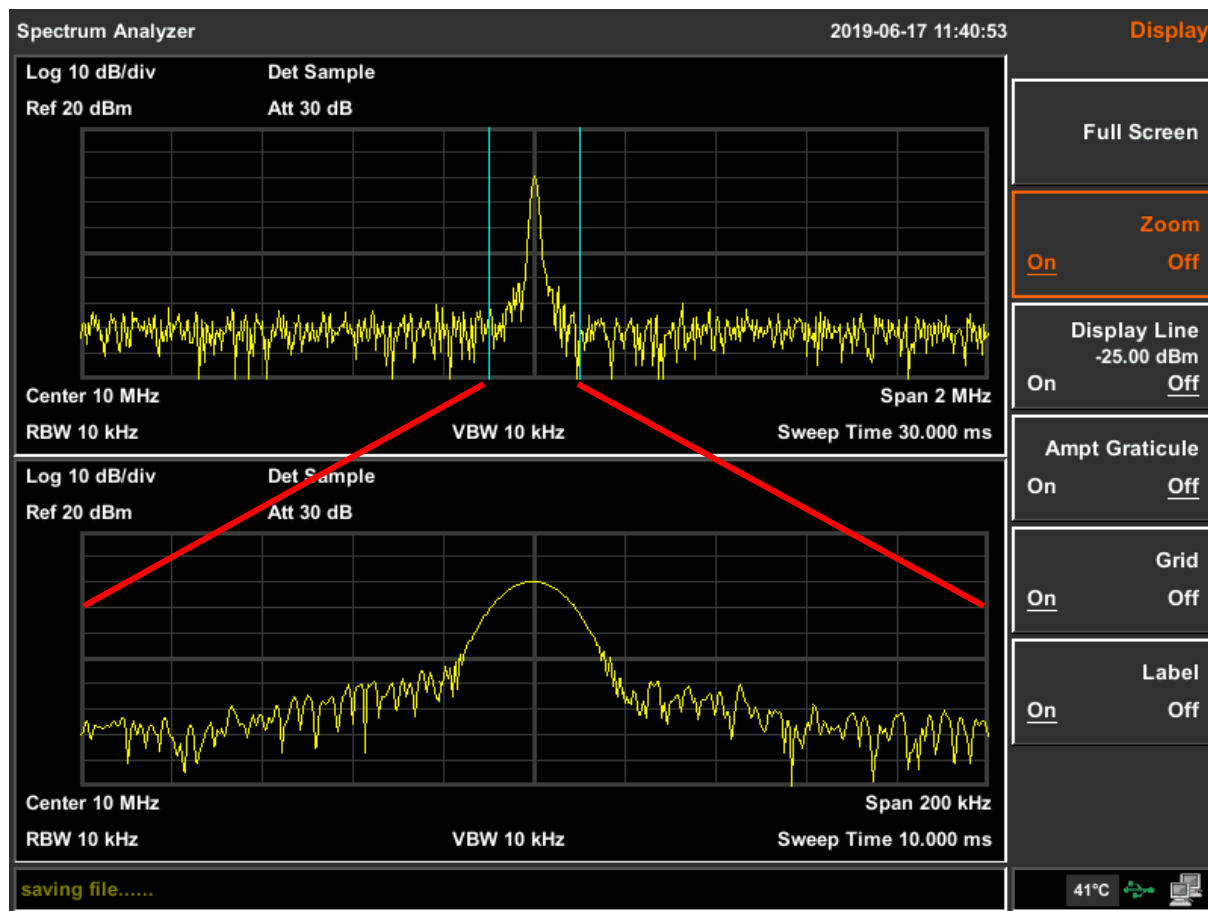 Spectrum Analyzer 2019-06-17 11:40:53 Display
Log 10 dB/div Det Sample
Ref 20 dBm Att 30 dB
Center 10 MHz Span 2 MHz
RBW 10 kHz VBW 10 kHz Sweep Time 30.000 ms
Log 10 dB/div Det Sample
Ref 20 dBm Att 30 dB
Center 10 MHz Span 200 kHz
RBW 10 kHz VBW 10 kHz Sweep Time 10.000 ms
saving file......
Full Screen
Zoom
On Off
Display Line
-25.00 dBm
On Off
Ampt Graticule
On Off
Grid
On Off
Label
On Off
41°C